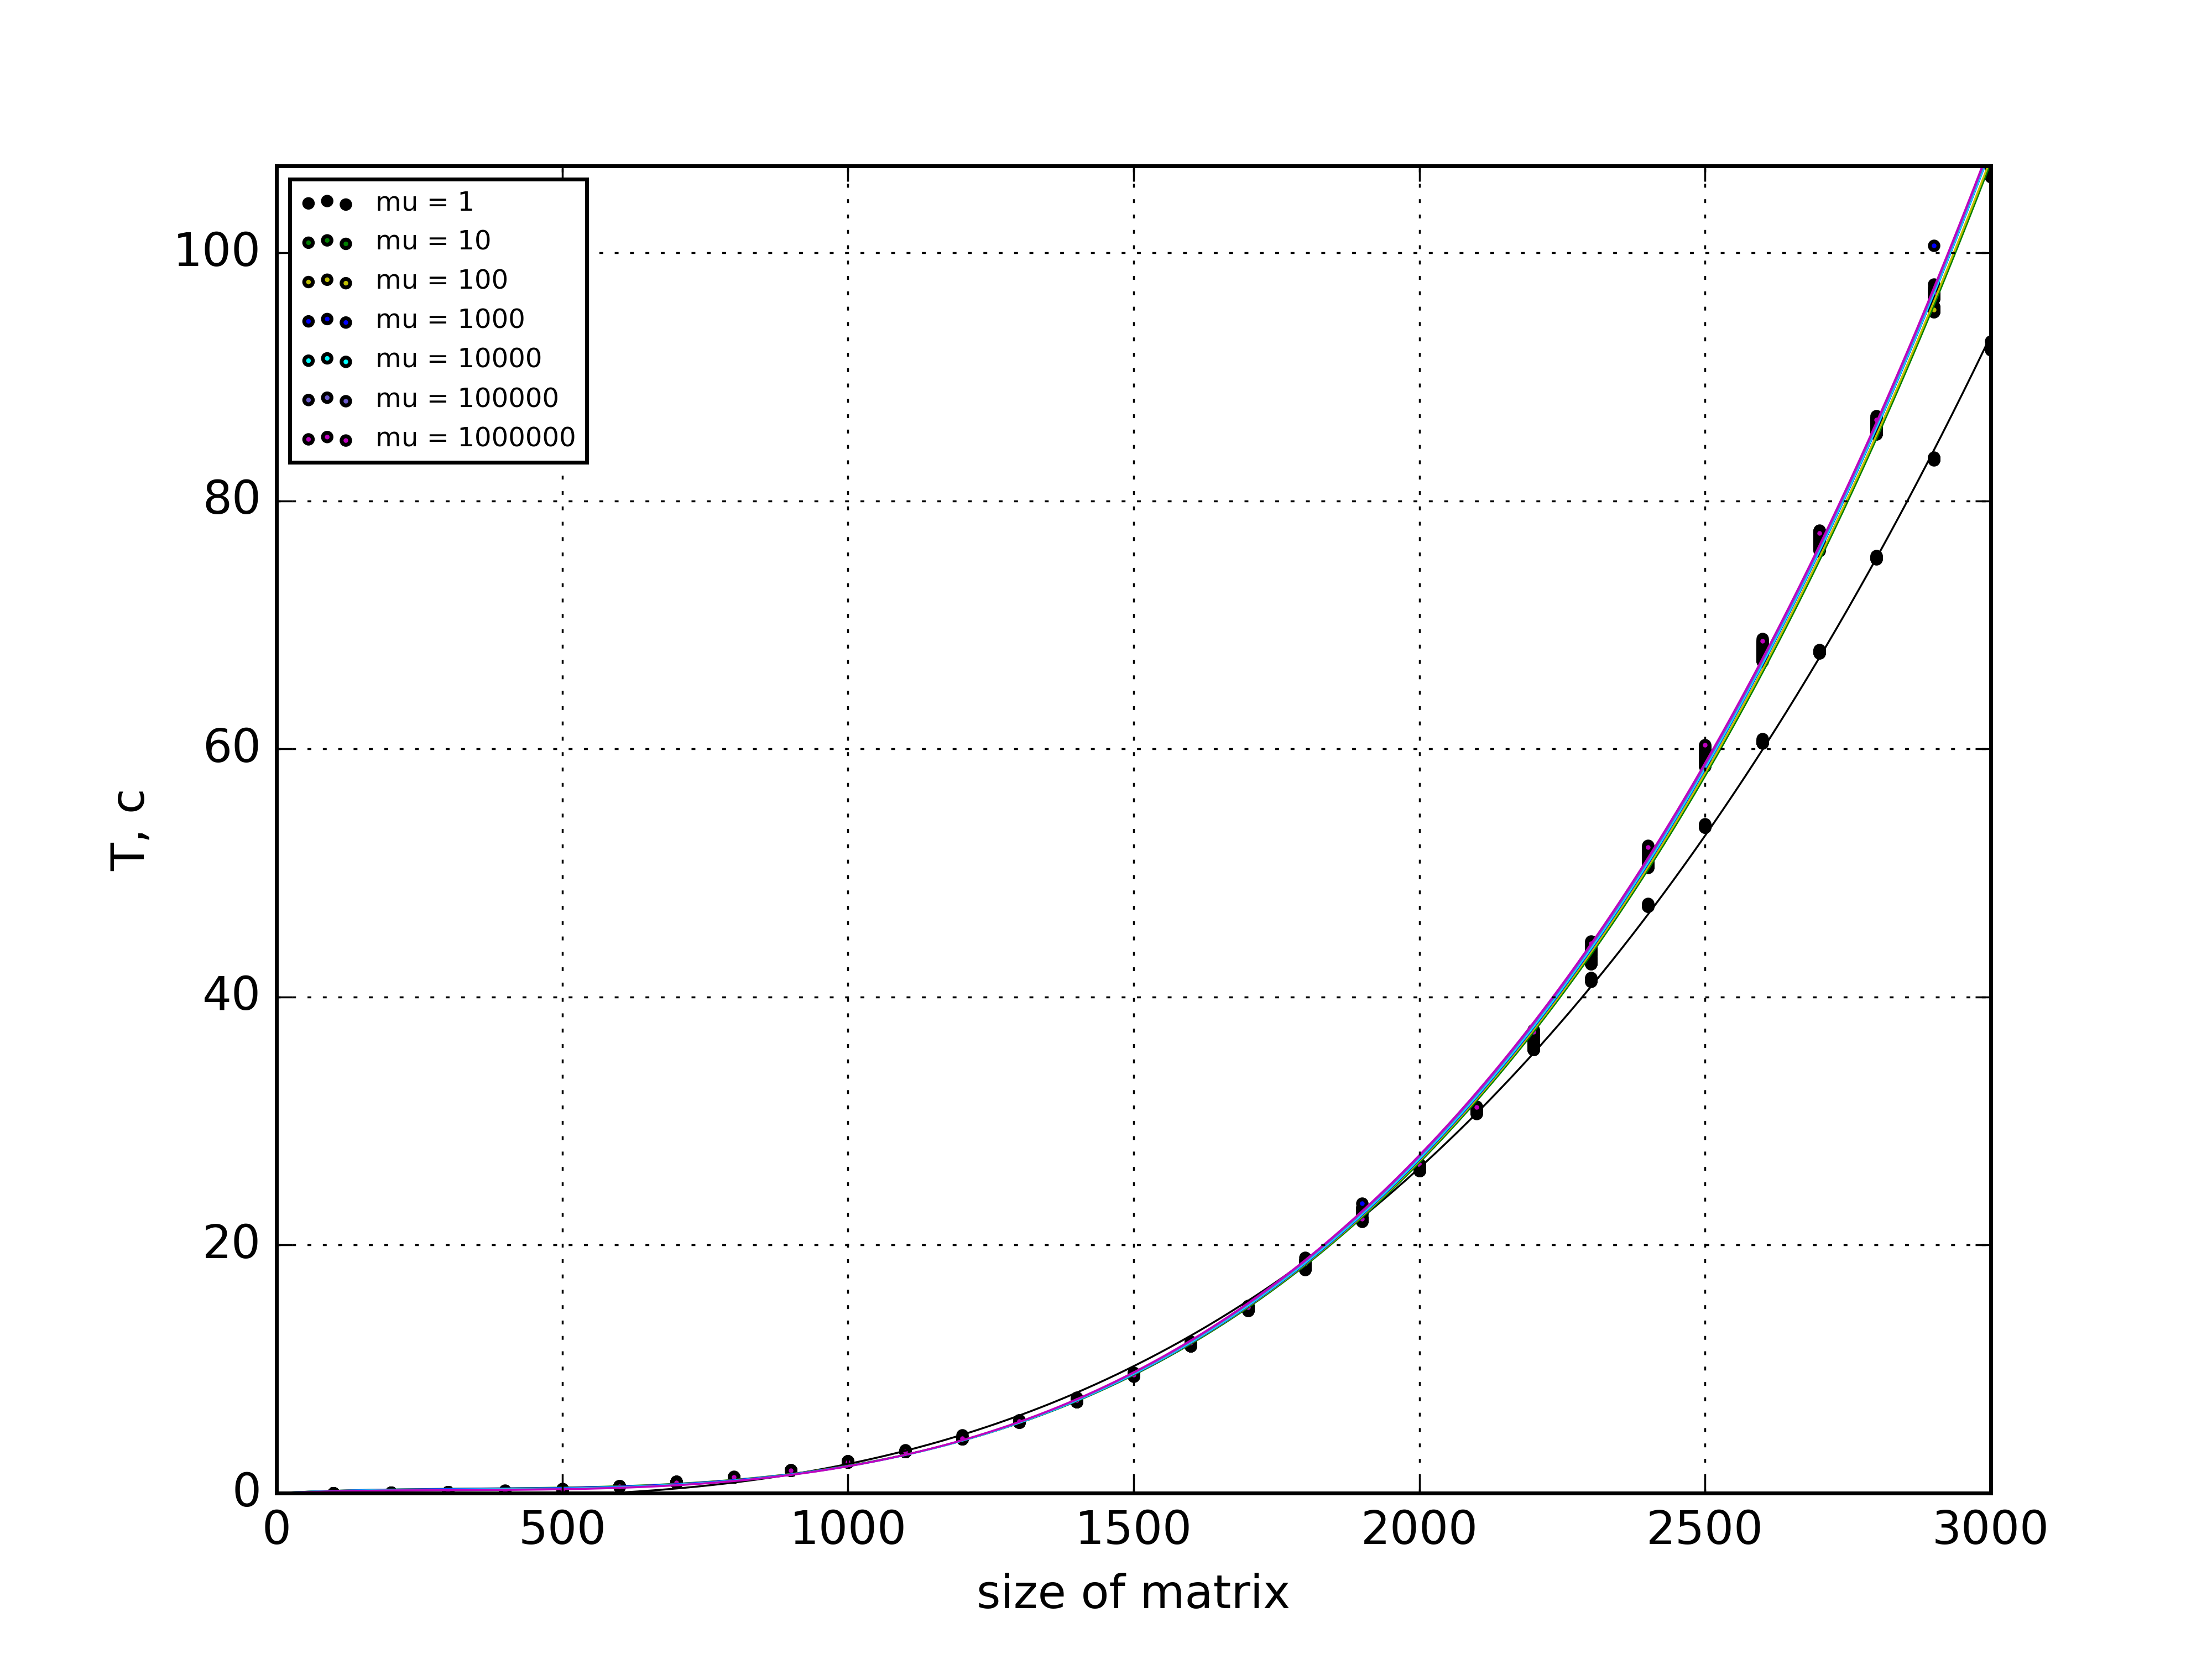 mu = 1
mu = 10
mu = 100
mu = 1000
mu = 10000
mu = 100000
mu = 1000000
100
80
60
40
20
0
T, c
0 500 1000 1500 2000 2500 3000
size of matrix